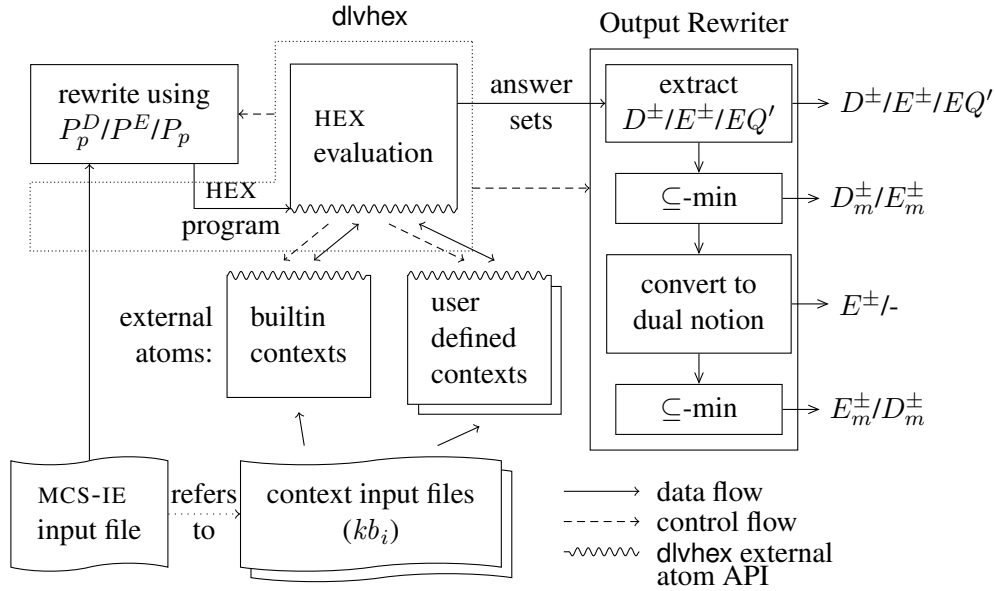 dlvhex
Output Rewriter
rewrite using
P_p^D/P^E/P_p
HEX
evaluation
answer
sets
extract
D^±/E^±/EQ′
D^±/E^±/EQ′
HEX
program
⊆-min
D_m^±/E_m^±
external
atoms:
builtin
contexts
user
defined
contexts
convert to
dual notion
E^±/-
⊆-min
E_m^±/D_m^±
MCS-IE
input file
refers
to
context input files
(kb_i)
data flow
control flow
dlvhex external
atom API